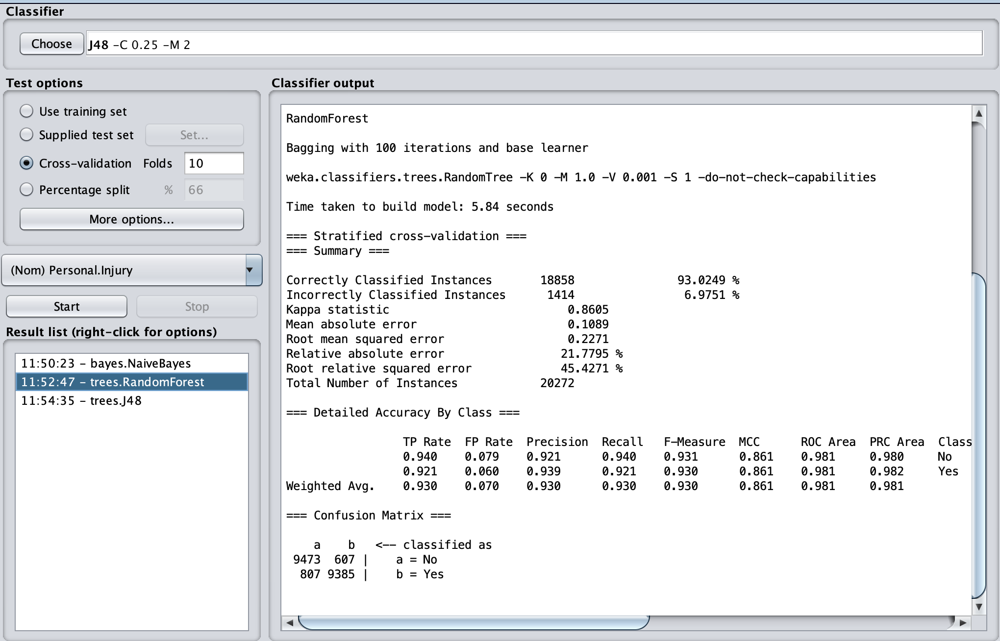 Classifier
Choose J48 -C 0.25 -M 2
Test options
Use training set
Supplied test set Set...
Cross-validation Folds 10
Percentage split % 66
More options...
(Nom) Personal.Injury
Start Stop
Result list (right-click for options)
11:50:23 - bayes.NaiveBayes
11:52:47 - trees.RandomForest
11:54:35 - trees.J48
Classifier output
RandomForest
Bagging with 100 iterations and base learner
weka.classifiers.trees.RandomTree -K 0 -M 1.0 -V 0.001 -S 1 -do-not-check-capabilities
Time taken to build model: 5.84 seconds
=== Stratified cross-validation ===
=== Summary ===
Correctly Classified Instances 18858 93.0249 %
Incorrectly Classified Instances 1414 6.9751 %
Kappa statistic 0.8605
Mean absolute error 0.1089
Root mean squared error 0.2271
Relative absolute error 21.7795 %
Root relative squared error 45.4271 %
Total Number of Instances 20272
=== Detailed Accuracy By Class ===
TP Rate FP Rate Precision Recall F-Measure MCC ROC Area PRC Area Class
0.940 0.079 0.921 0.940 0.931 0.861 0.981 0.980 No
0.921 0.060 0.939 0.921 0.930 0.861 0.981 0.982 Yes
Weighted Avg. 0.930 0.070 0.930 0.930 0.930 0.861 0.981 0.981
=== Confusion Matrix ===
a b <-- classified as
9473 607 | a = No
807 9385 | b = Yes